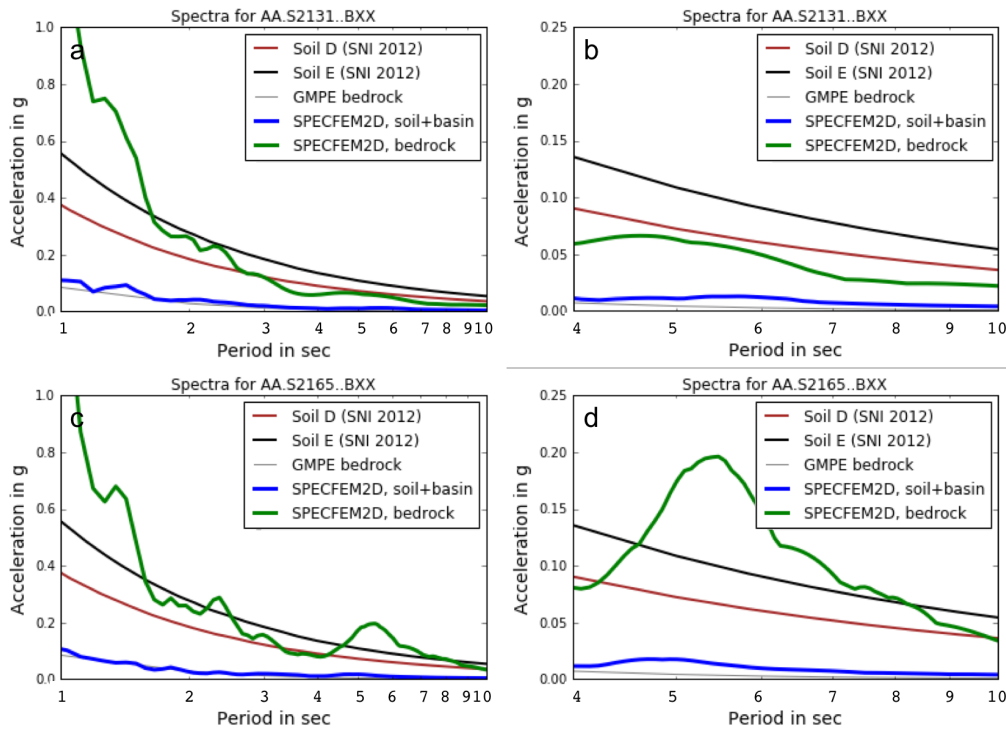 Spectra for AA.S2131..BXX
a
Soil D (SNI 2012)
Soil E (SNI 2012)
GMPE bedrock
SPECFEM2D, soil+basin
SPECFEM2D, bedrock
1.0
0.8
0.6
0.4
0.2
0.0
Acceleration in g
1 2 3 4 5 6 7 8 9 10
Period in sec
Spectra for AA.S2131..BXX
b
Soil D (SNI 2012)
Soil E (SNI 2012)
GMPE bedrock
SPECFEM2D, soil+basin
SPECFEM2D, bedrock
0.25
0.20
0.15
0.10
0.05
0.00
Acceleration in g
4 5 6 7 8 9 10
Period in sec
Spectra for AA.S2165..BXX
c
Soil D (SNI 2012)
Soil E (SNI 2012)
GMPE bedrock
SPECFEM2D, soil+basin
SPECFEM2D, bedrock
1.0
0.8
0.6
0.4
0.2
0.0
Acceleration in g
1 2 3 4 5 6 7 8 9 10
Period in sec
Spectra for AA.S2165..BXX
d
Soil D (SNI 2012)
Soil E (SNI 2012)
GMPE bedrock
SPECFEM2D, soil+basin
SPECFEM2D, bedrock
0.25
0.20
0.15
0.10
0.05
0.00
Acceleration in g
4 5 6 7 8 9 10
Period in sec